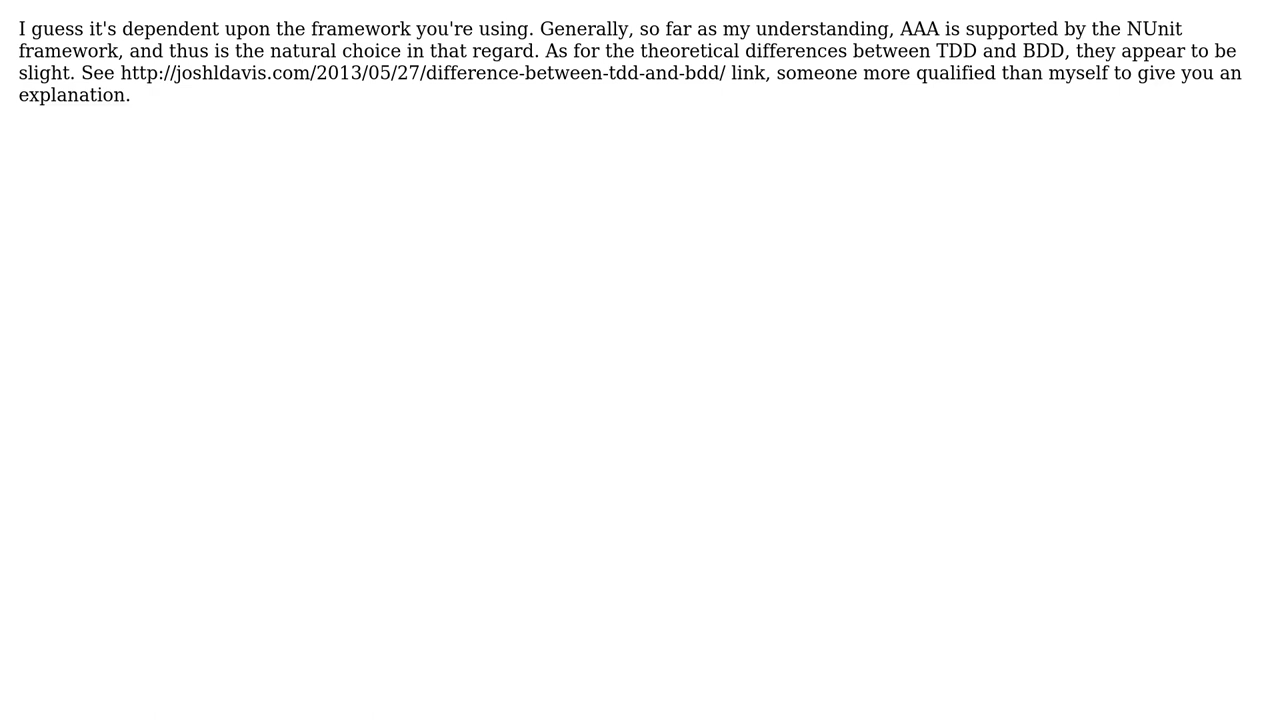 I guess it's dependent upon the framework you're using. Generally, so far as my understanding, AAA is supported by the NUnit
framework, and thus is the natural choice in that regard. As for the theoretical differences between TDD and BDD, they appear to be
slight. See http://joshldavis.com/2013/05/27/difference-between-tdd-and-bdd/ link, someone more qualified than myself to give you an
explanation.